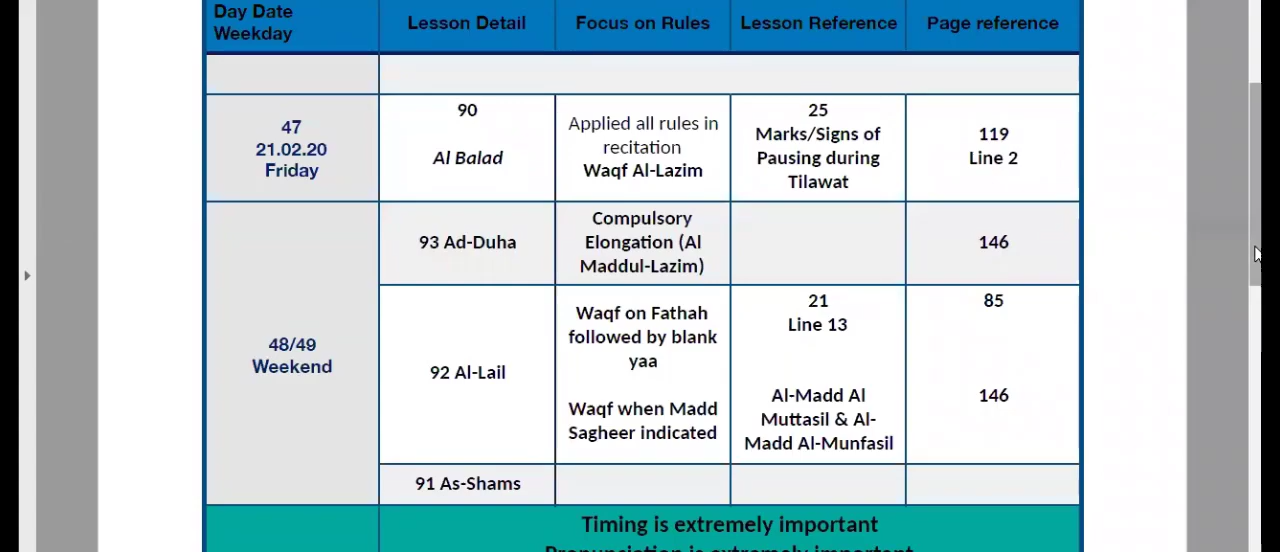 Day Date
Weekday
Lesson Detail
Focus on Rules
Lesson Reference
Page reference
47
21.02.20
Friday
90
Al Balad
Applied all rules in
recitation
Waqf Al-Lazim
25
Marks/Signs of
Pausing during
Tilawat
119
Line 2
48/49
Weekend
93 Ad-Duha
Compulsory
Elongation (Al
Maddul-Lazim)
146
92 Al-Lail
Waqf on Fathah
followed by blank
yaa
Waqf when Madd
Sagheer indicated
21
Line 13
Al-Madd Al
Muttasil & Al-
Madd Al-Munfasil
85
146
91 As-Shams
Timing is extremely important
Pronunciation is extremely important